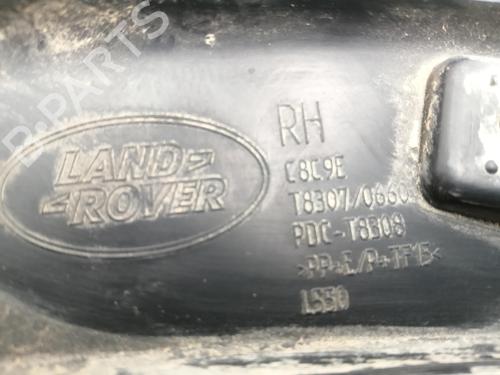 B-PARTS
LAND
ROVER
RH
C8C9E
T8307/0660
PDC-T8308
>PP+E/P+TF15<
L550